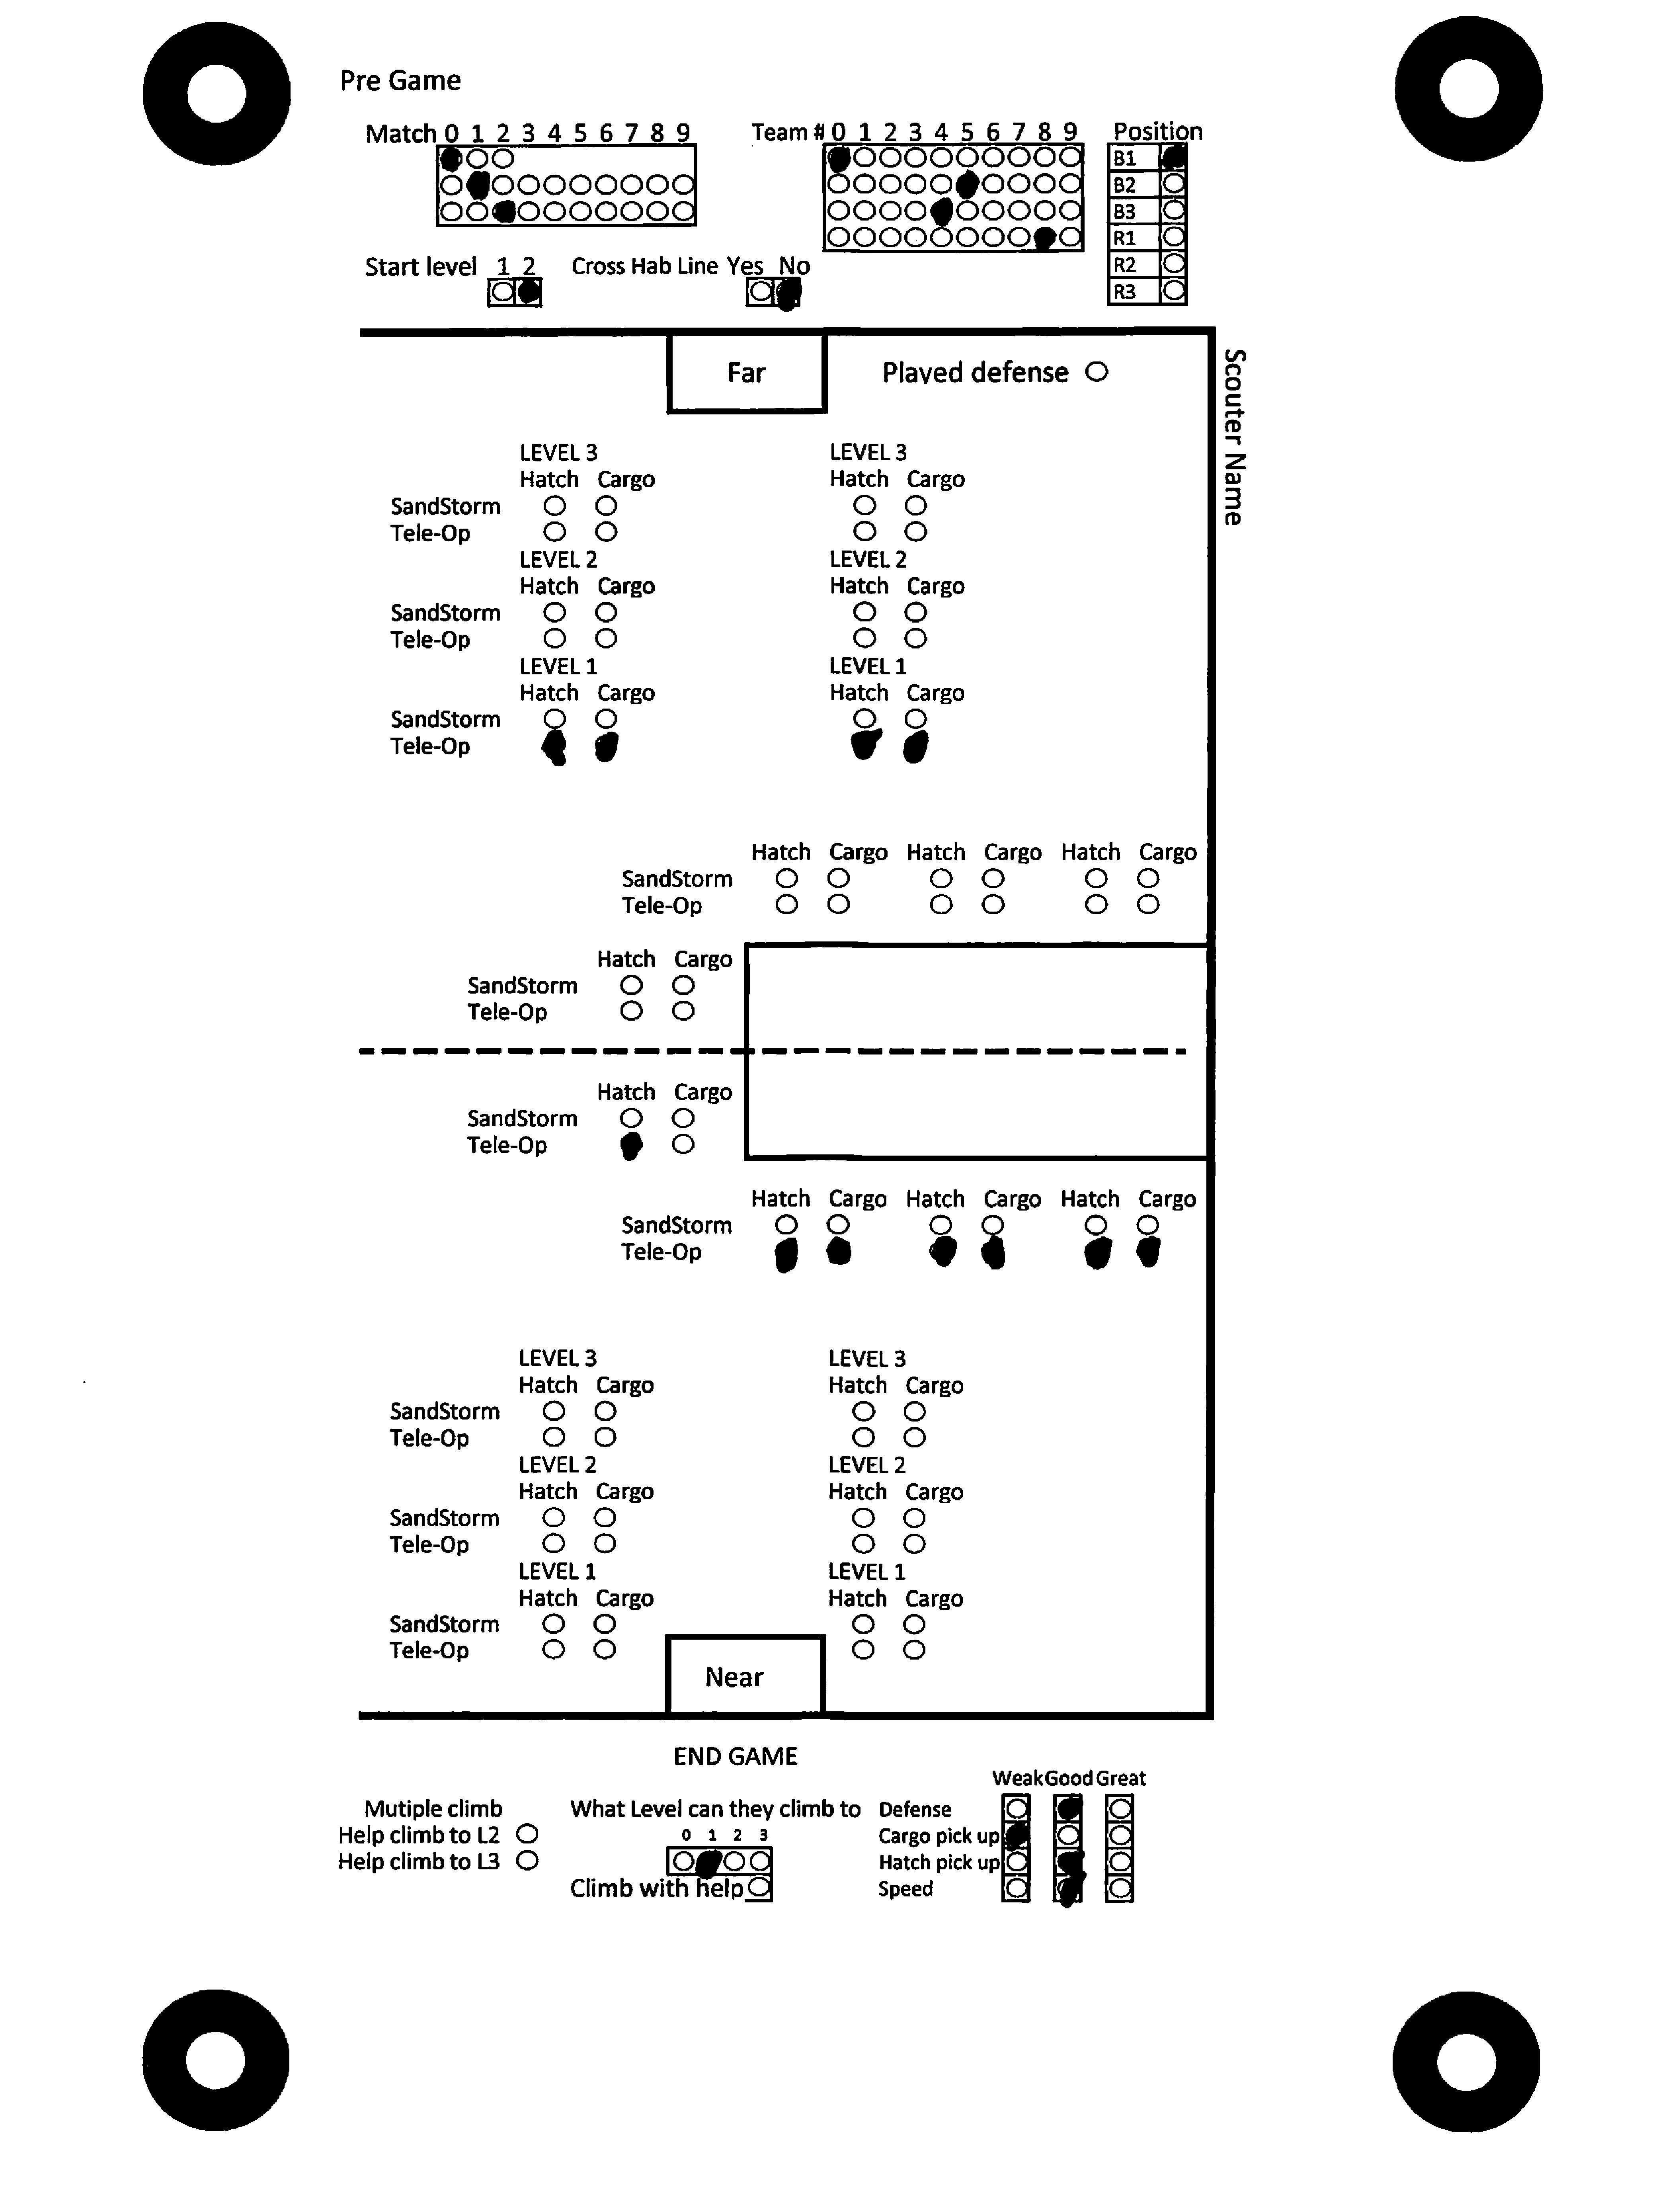 Pre Game
Match 0 1 2 3 4 5 6 7 8 9
Team # 0 1 2 3 4 5 6 7 8 9
Position
B1
B2
B3
R1
R2
R3
Start level 1 2
Cross Hab Line Yes No
Scouter Name
Far
Plaved defense
LEVEL 3 LEVEL 3
Hatch Cargo Hatch Cargo
SandStorm
Tele-Op
LEVEL 2 LEVEL 2
Hatch Cargo Hatch Cargo
SandStorm
Tele-Op
LEVEL 1 LEVEL 1
Hatch Cargo Hatch Cargo
SandStorm
Tele-Op
Hatch Cargo Hatch Cargo Hatch Cargo
SandStorm
Tele-Op
Hatch Cargo
SandStorm
Tele-Op
Hatch Cargo
SandStorm
Tele-Op
Hatch Cargo Hatch Cargo Hatch Cargo
SandStorm
Tele-Op
LEVEL 3 LEVEL 3
Hatch Cargo Hatch Cargo
SandStorm
Tele-Op
LEVEL 2 LEVEL 2
Hatch Cargo Hatch Cargo
SandStorm
Tele-Op
LEVEL 1 LEVEL 1
Hatch Cargo Hatch Cargo
SandStorm
Tele-Op
Near
END GAME
Mutiple climb
Help climb to L2
Help climb to L3
What Level can they climb to
0 1 2 3
Climb with help
Weak Good Great
Defense
Cargo pick up
Hatch pick up
Speed